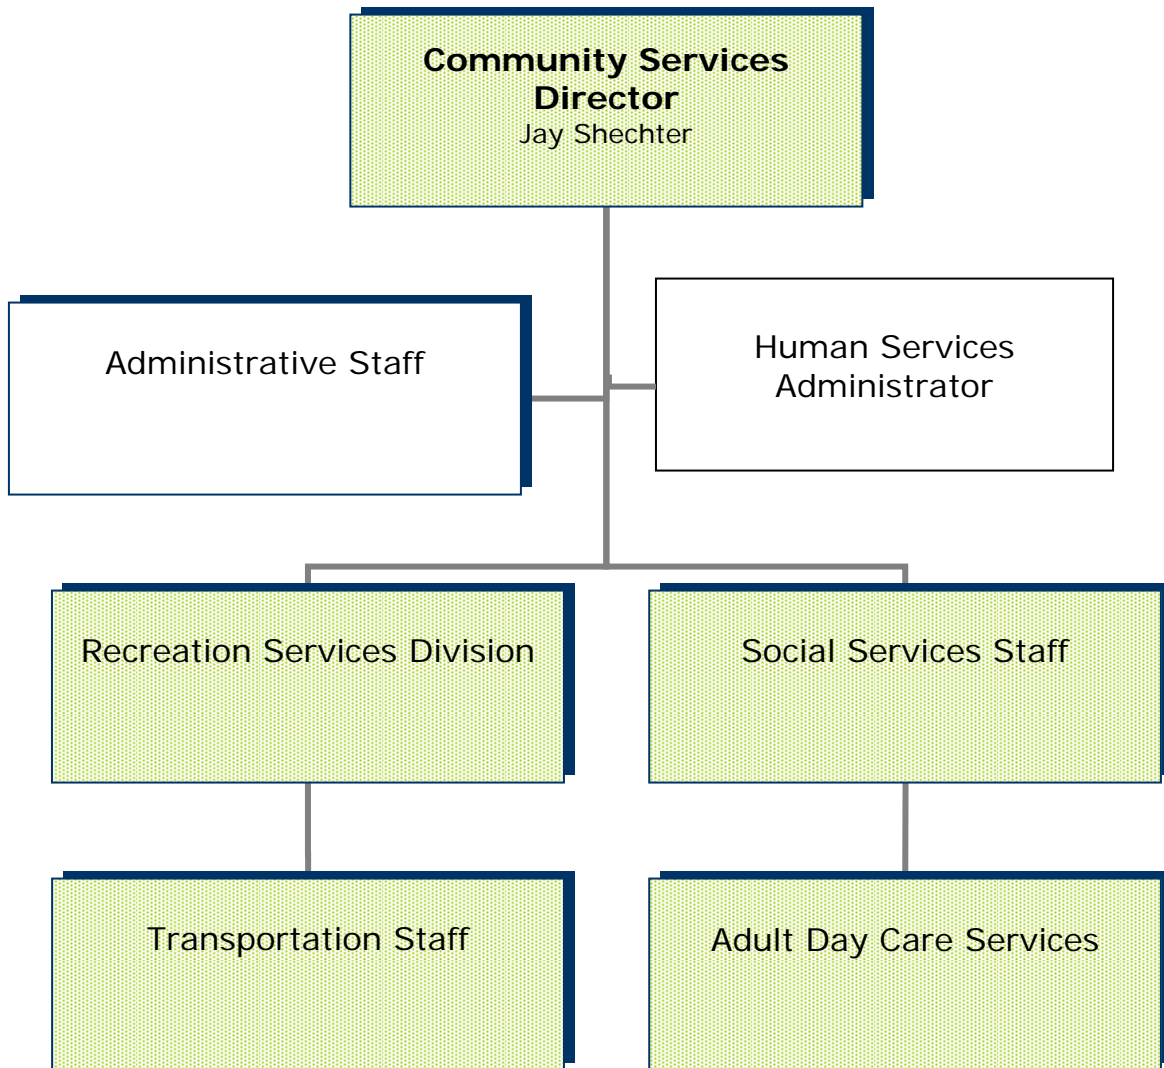 Community Services
Director
Jay Shechter
Administrative Staff
Human Services
Administrator
Recreation Services Division
Social Services Staff
Transportation Staff
Adult Day Care Services